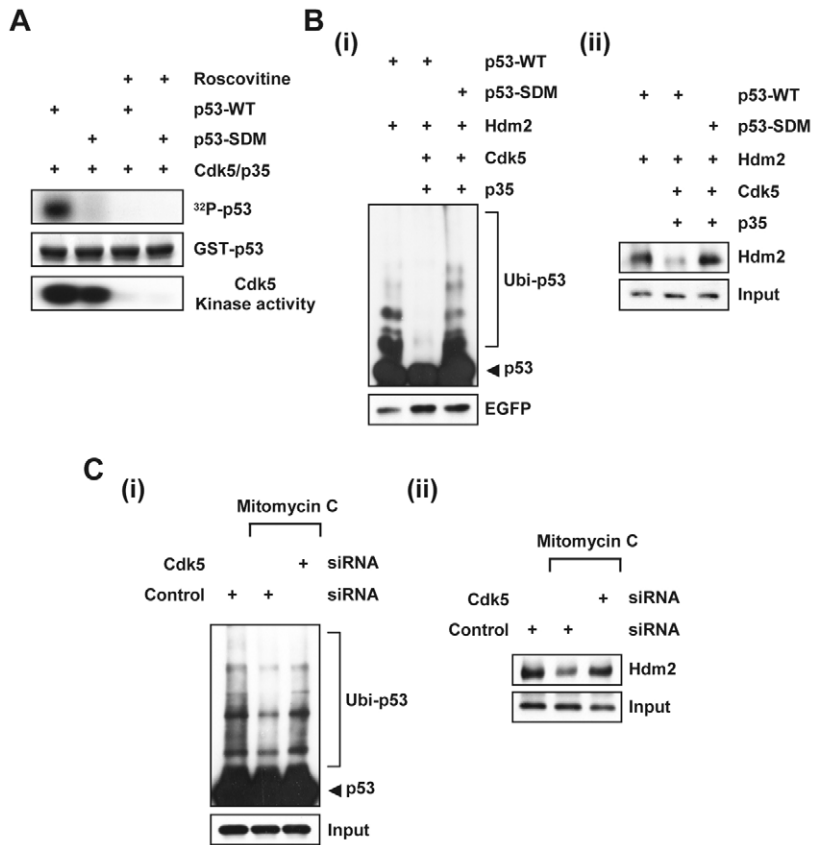 A
Roscovitine + +
p53-WT + +
p53-SDM + +
Cdk5/p35 + + + +
32P-p53
GST-p53
Cdk5
Kinase activity
B
(i)
+ + p53-WT
+ p53-SDM
+ + + Hdm2
+ + Cdk5
+ + p35
Ubi-p53
◄ p53
EGFP
(ii)
+ + p53-WT
+ p53-SDM
+ + + Hdm2
+ + Cdk5
+ + p35
Hdm2
Input
C
(i)
Mitomycin C
Cdk5 + siRNA
Control + + siRNA
Ubi-p53
◄ p53
Input
(ii)
Mitomycin C
Cdk5 + siRNA
Control + + siRNA
Hdm2
Input